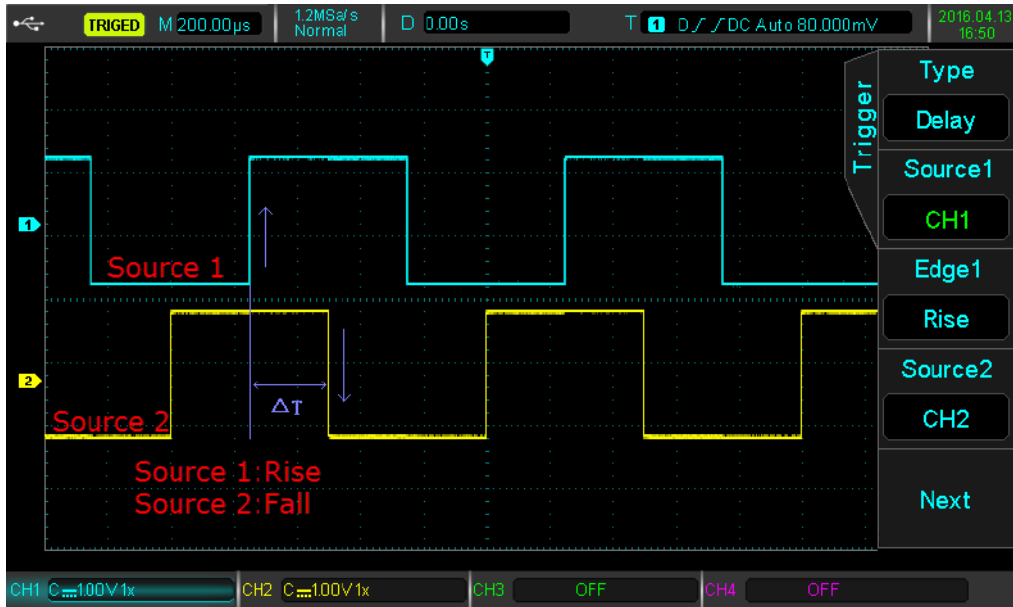 TRIGED M 200.00µs 1.2MSa/s D 0.00s T 1 D DC Auto 80.000mV 2016.04.13
Normal 16:50
T
Trigger
Type
Delay
Source1
CH1
Edge1
Rise
Source2
CH2
Next
1
Source 1
2
ΔT
Source 2
Source 1:Rise
Source 2:Fall
CH1 C 1.00V 1x CH2 C 1.00V 1x CH3 OFF CH4 OFF